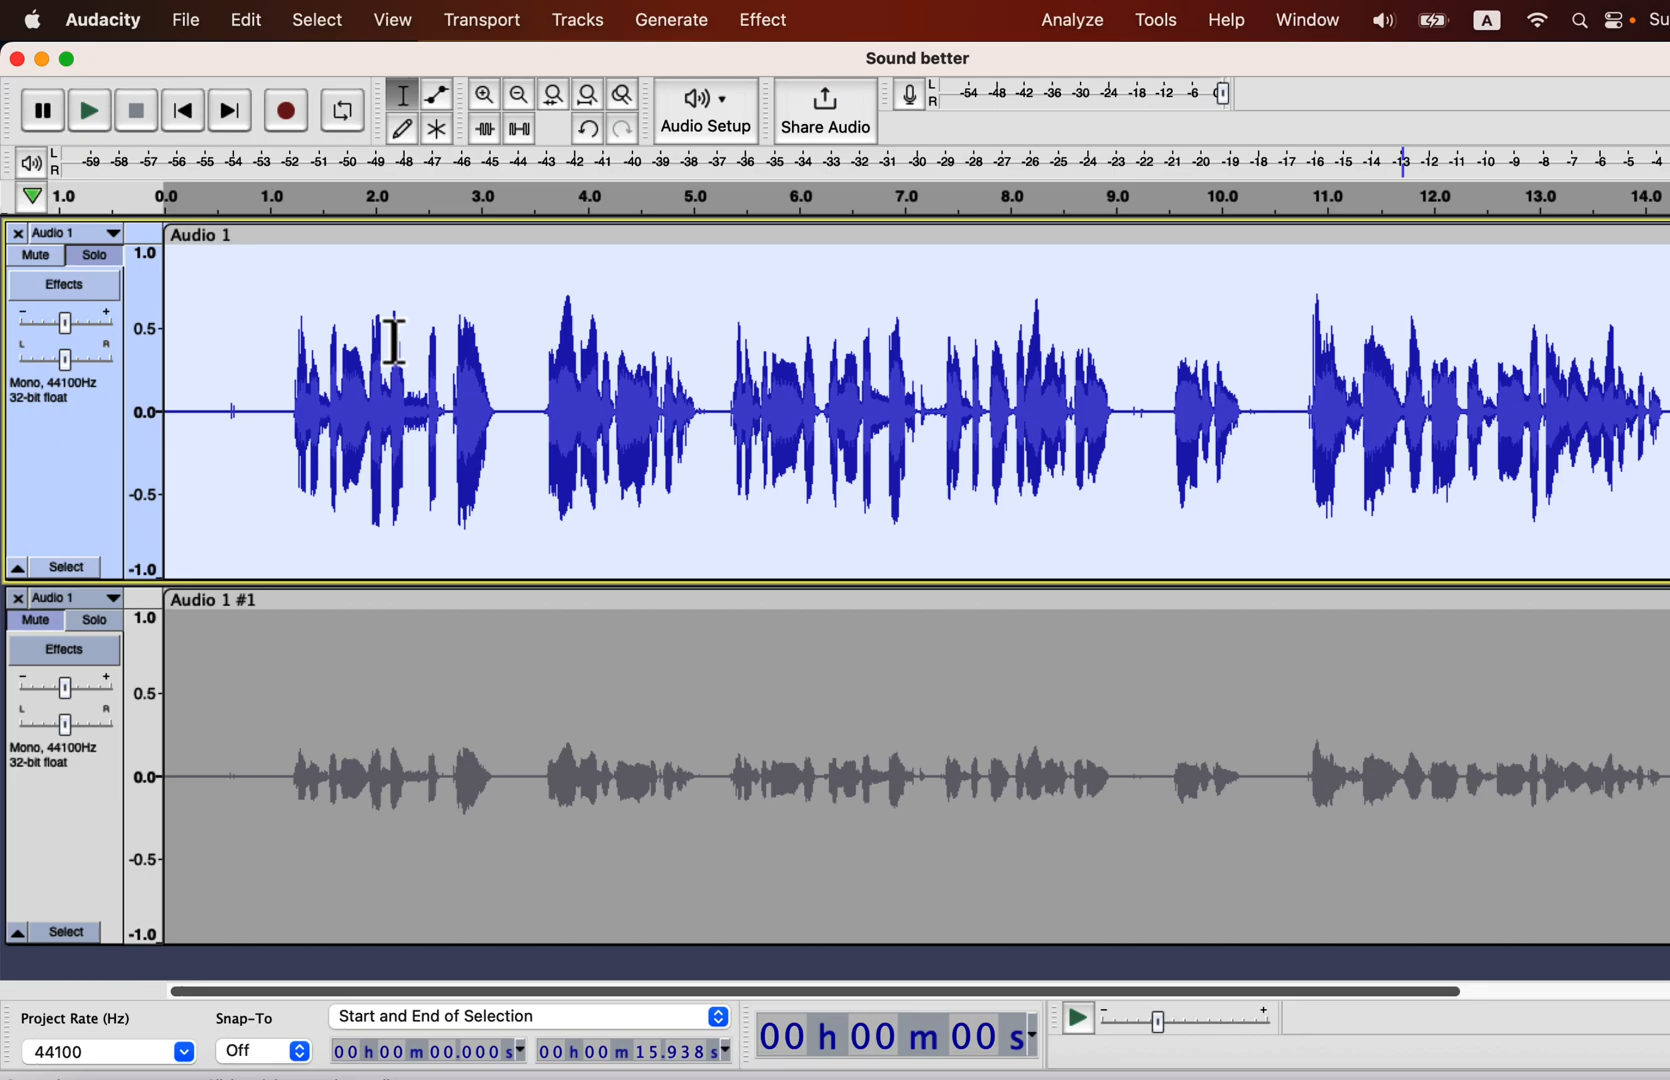 Audacity File Edit Select View Transport Tracks Generate Effect Analyze Tools Help Window A Su
Sound better
Audio Setup
Share Audio
L
R
-54 -48 -42 -36 -30 -24 -18 -12 -6 0
L
R
-59 -58 -57 -56 -55 -54 -53 -52 -51 -50 -49 -48 -47 -46 -45 -44 -43 -42 -41 -40 -39 -38 -37 -36 -35 -34 -33 -32 -31 -30 -29 -28 -27 -26 -25 -24 -23 -22 -21 -20 -19 -18 -17 -16 -15 -14 -13 -12 -11 -10 -9 -8 -7 -6 -5 -4
1.0 0.0 1.0 2.0 3.0 4.0 5.0 6.0 7.0 8.0 9.0 10.0 11.0 12.0 13.0 14.0
Audio 1
Mute Solo
Effects
- +
L R
Mono, 44100Hz
32-bit float
Select
1.0
0.5
0.0
-0.5
-1.0
Audio 1
Audio 1
Mute Solo
Effects
- +
L R
Mono, 44100Hz
32-bit float
Select
1.0
0.5
0.0
-0.5
-1.0
Audio 1 #1
Project Rate (Hz)
44100
Snap-To
Off
Start and End of Selection
00 h 00 m 00.000 s
00 h 00 m 15.938 s
00 h 00 m 00 s
- +